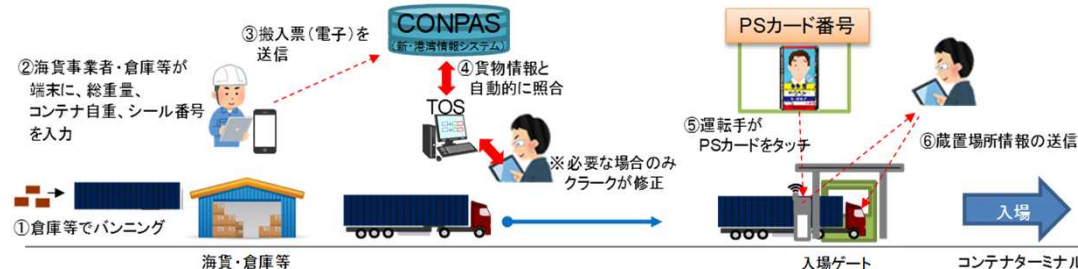 CONPAS
(新・港湾情報システム)
③搬入票(電子)を
送信
②海貨事業者・倉庫等が
端末に、総重量、
コンテナ自重、シール番号
を入力
④貨物情報と
自動的に照合
TOS
※必要な場合のみ
クラークが修正
①倉庫等でバンニング
海貨・倉庫等
PSカード番号
⑤運転手が
PSカードをタッチ
⑥蔵置場所情報の送信
入場
入場ゲート
コンテナターミナル